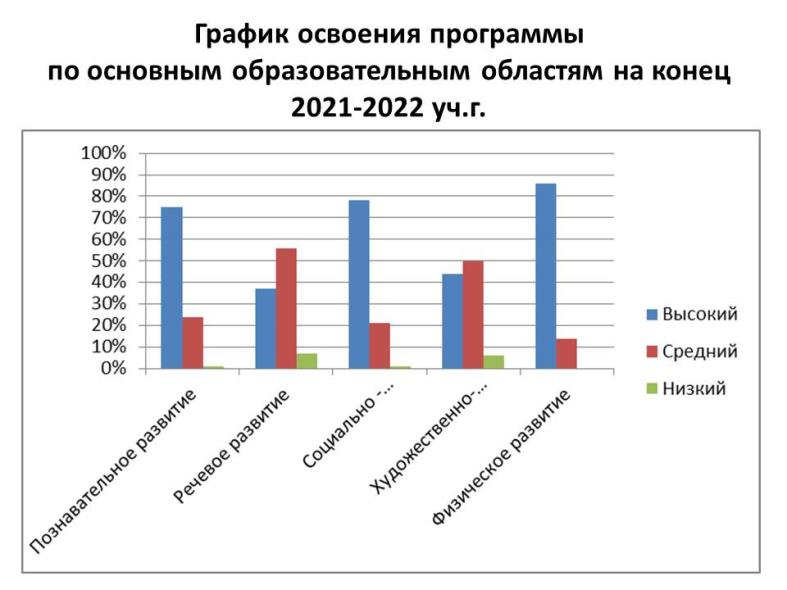 График освоения программы
по основным образовательным областям на конец
2021-2022 уч.г.
100%
90%
80%
70%
60%
50%
40%
30%
20%
10%
0%
Познавательное развитие
Речевое развитие
Социально -...
Художественно-...
Физическое развитие
Высокий
Средний
Низкий